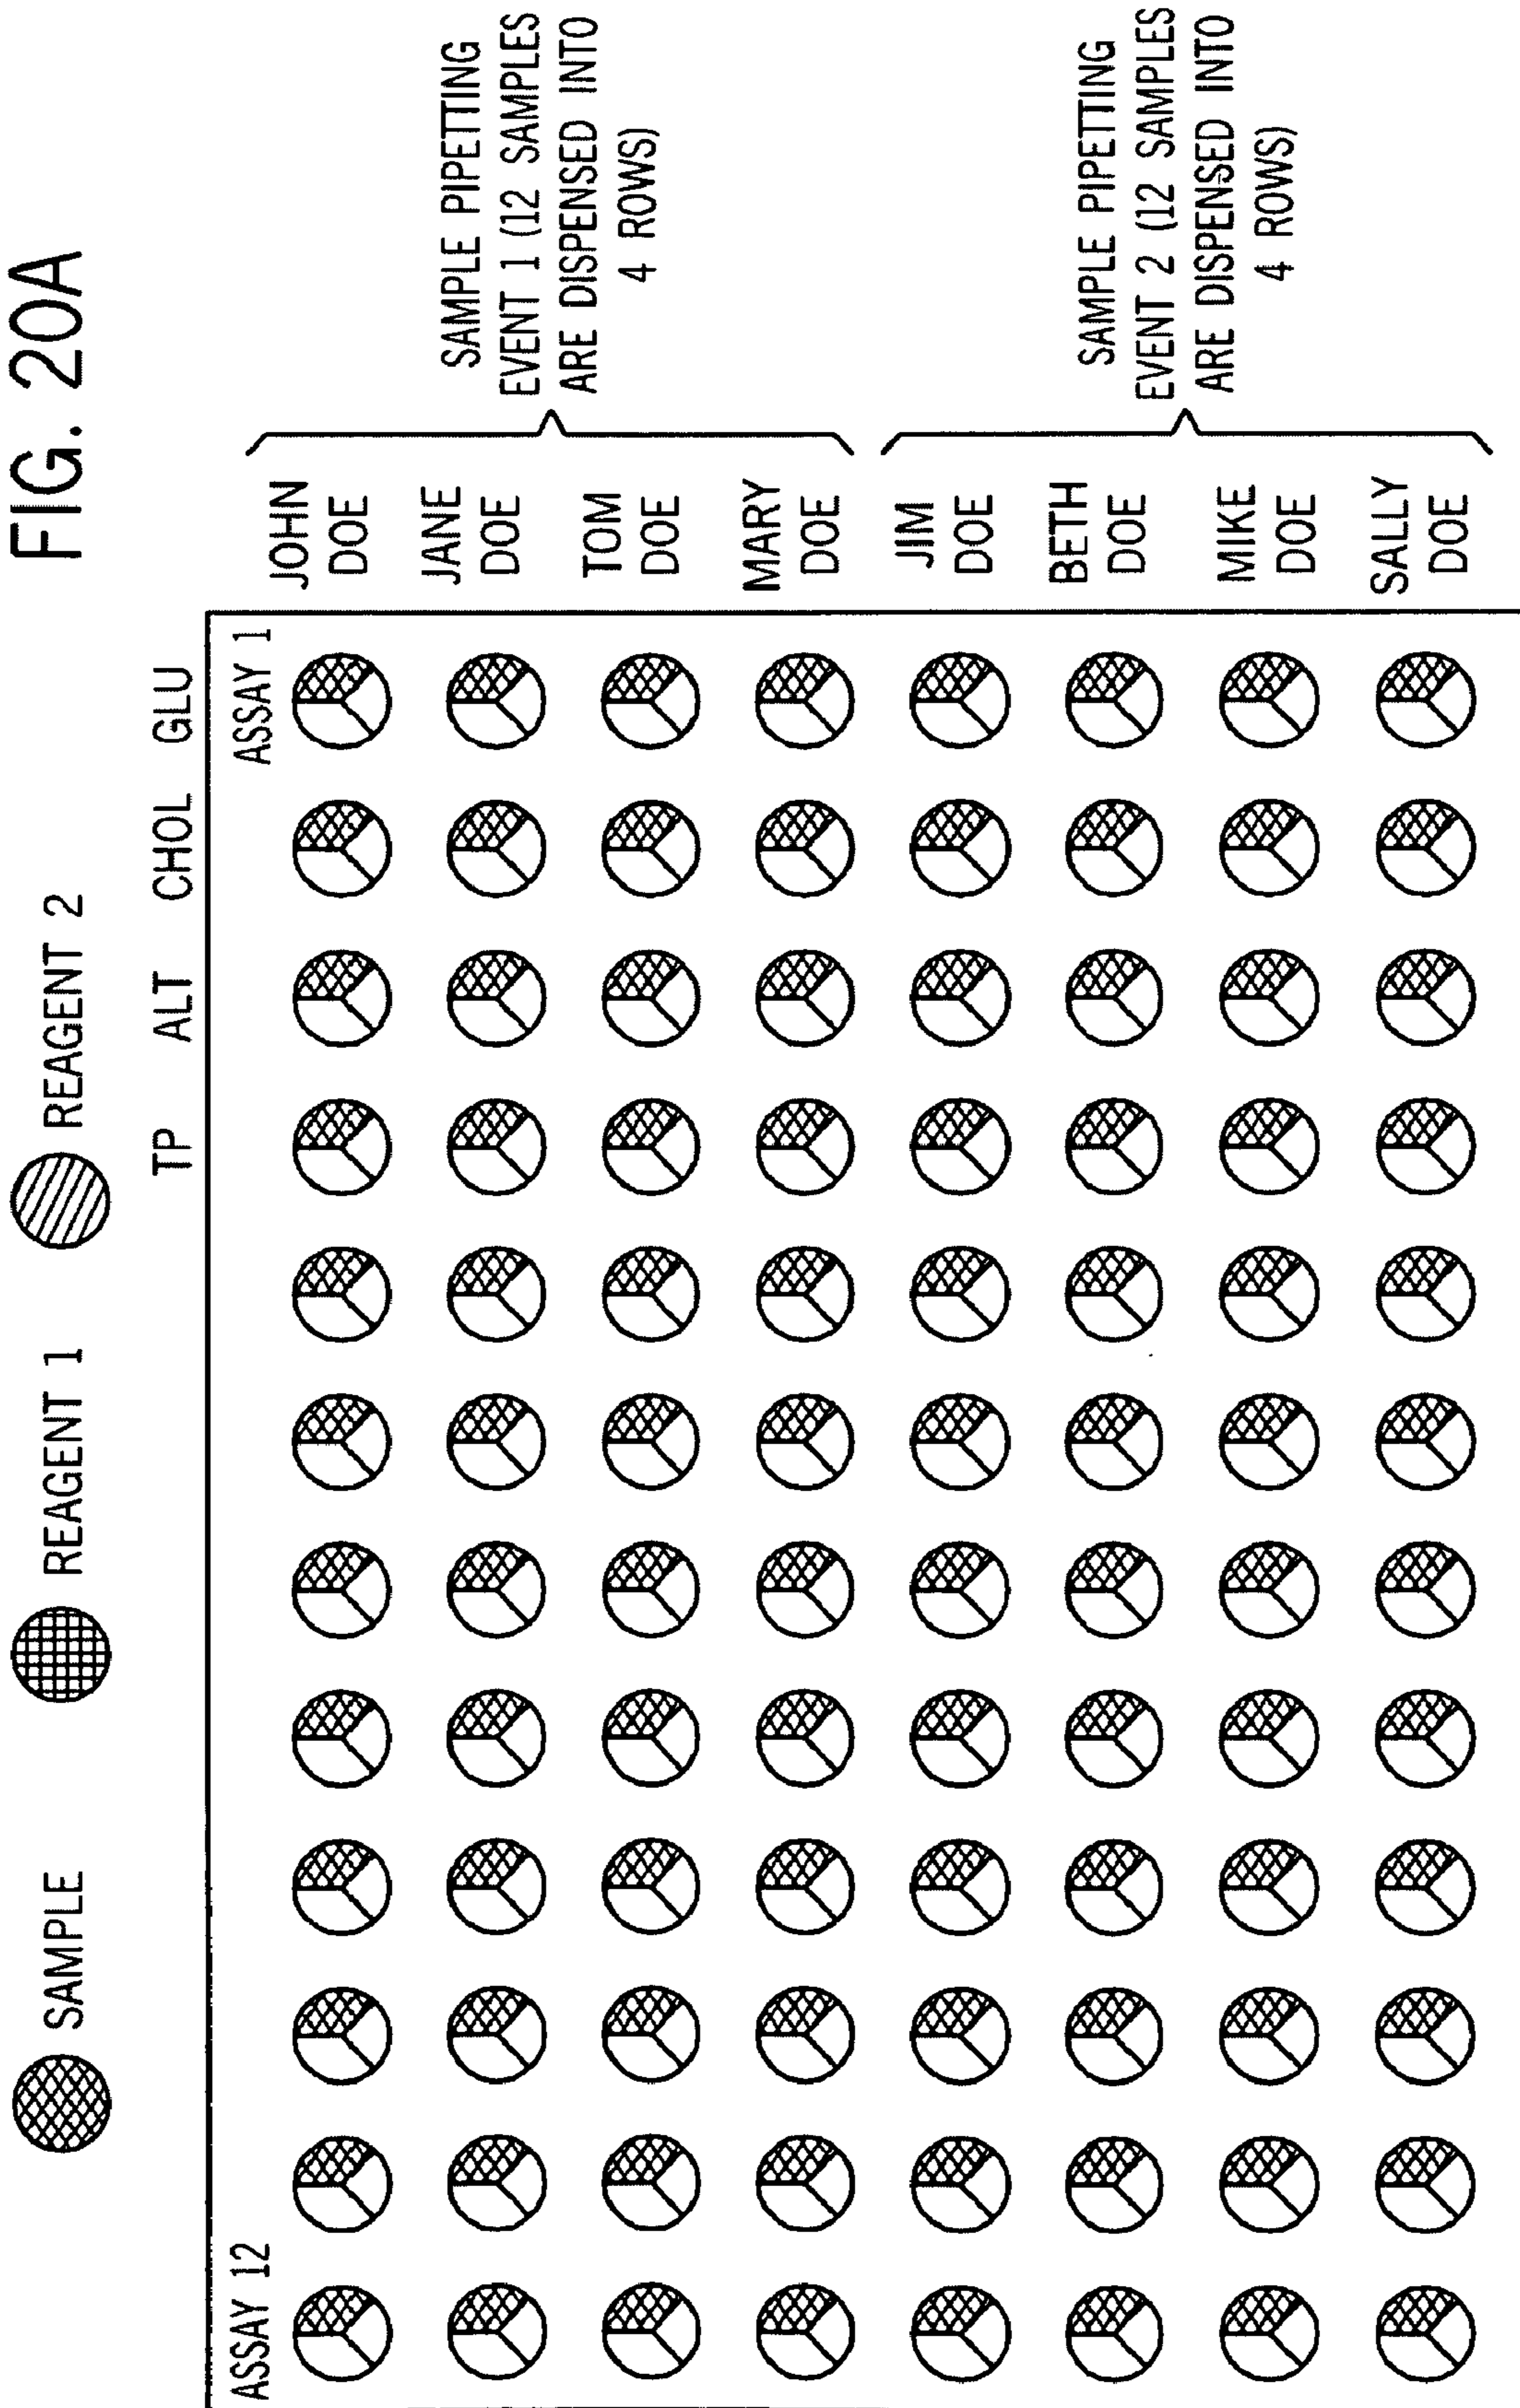 FIG. 20A
SAMPLE
REAGENT 1
REAGENT 2
TP
ALT
CHOL
GLU
ASSAY 12
ASSAY 1
JOHN
DOE
JANE
DOE
TOM
DOE
MARY
DOE
SAMPLE PIPETTING
EVENT 1 (12 SAMPLES
ARE DISPENSED INTO
4 ROWS)
JIM
DOE
BETH
DOE
MIKE
DOE
SALLY
DOE
SAMPLE PIPETTING
EVENT 2 (12 SAMPLES
ARE DISPENSED INTO
4 ROWS)